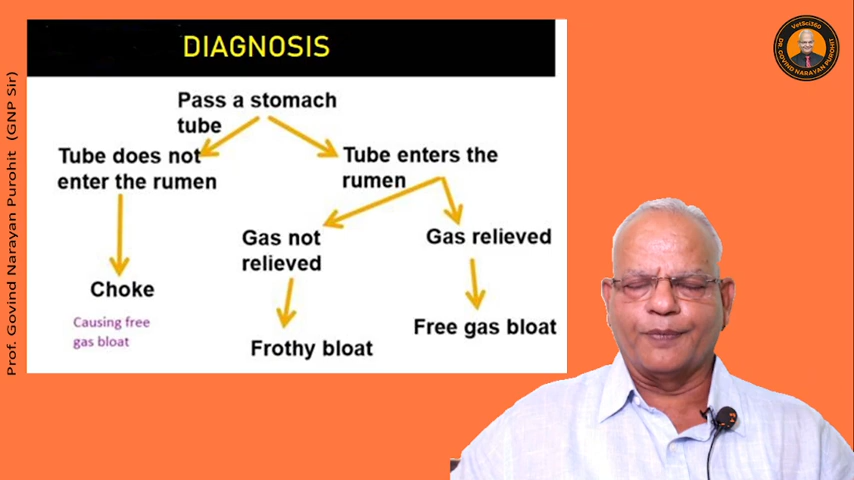 DIAGNOSIS
Pass a stomach
tube
Tube does not
enter the rumen
Tube enters the
rumen
Gas not
relieved
Gas relieved
Choke
Causing free
gas bloat
Frothy bloat
Free gas bloat
Prof. Govind Narayan Purohit (GNP Sir)
VetSci360
DR. GOVIND NARAYAN PUROHIT